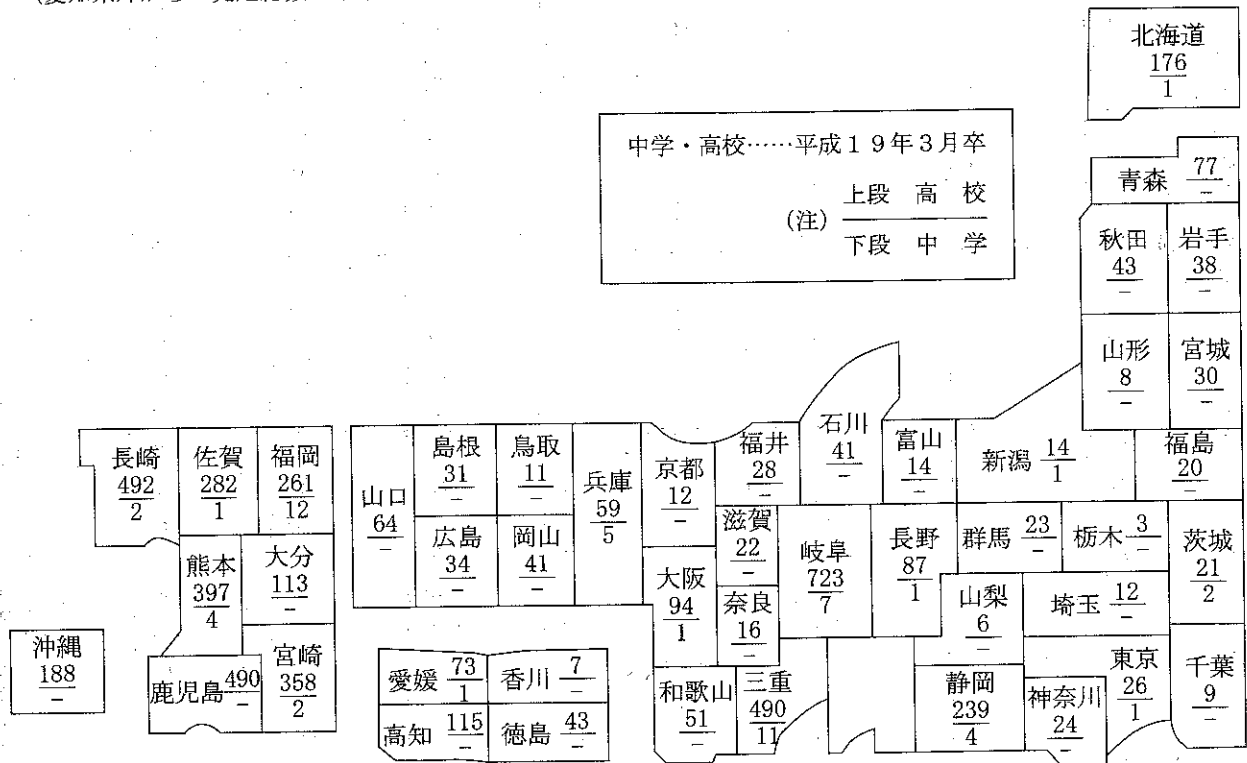 北海道
176
1
中学・高校……平成19年3月卒
(注) 上段 高 校
下段 中 学
青森 77
-
秋田
43
-
岩手
38
-
山形
8
-
宮城
30
-
長崎
492
2
佐賀
282
1
福岡
261
12
山口
64
-
島根
31
-
鳥取
11
-
兵庫
59
5
京都
12
-
福井
28
-
石川
41
-
富山
14
-
新潟 14
1
福島
20
-
熊本
397
4
大分
113
-
広島
34
-
岡山
41
-
大阪
94
1
滋賀
22
-
奈良
16
-
岐阜
723
7
長野
87
1
群馬 23
-
栃木 3
-
茨城
21
2
山梨
6
-
埼玉 12
-
沖縄
188
-
鹿児島 490
-
宮崎
358
2
愛媛 73
1
香川 7
-
高知 115
-
徳島 43
-
和歌山
51
-
三重
490
11
静岡
239
4
神奈川
24
-
東京
26
1
千葉
9
-